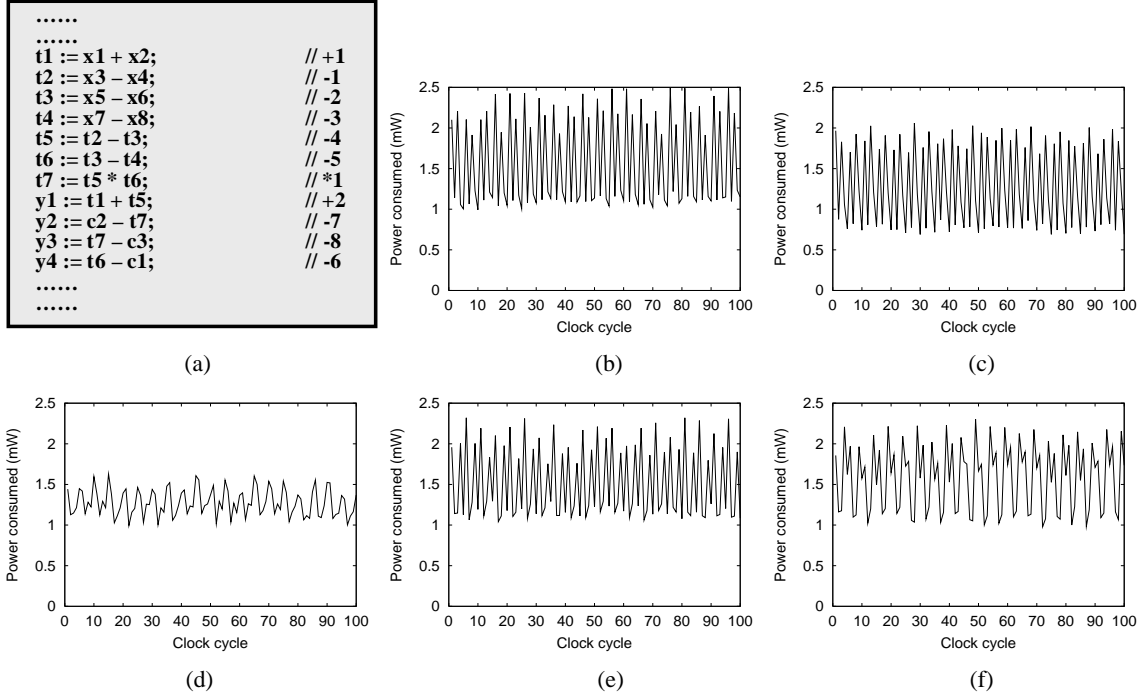 ......
......
t1 := x1 + x2; // +1
t2 := x3 – x4; // -1
t3 := x5 – x6; // -2
t4 := x7 – x8; // -3
t5 := t2 – t3; // -4
t6 := t3 – t4; // -5
t7 := t5 * t6; // *1
y1 := t1 + t5; // +2
y2 := c2 – t7; // -7
y3 := t7 – c3; // -8
y4 := t6 – c1; // -6
......
......
(a)
Power consumed (mW)
2.5
2
1.5
1
0.5
0
0 10 20 30 40 50 60 70 80 90 100
Clock cycle
(b)
Power consumed (mW)
2.5
2
1.5
1
0.5
0
0 10 20 30 40 50 60 70 80 90 100
Clock cycle
(c)
Power consumed (mW)
2.5
2
1.5
1
0.5
0
0 10 20 30 40 50 60 70 80 90 100
Clock cycle
(d)
Power consumed (mW)
2.5
2
1.5
1
0.5
0
0 10 20 30 40 50 60 70 80 90 100
Clock cycle
(e)
Power consumed (mW)
2.5
2
1.5
1
0.5
0
0 10 20 30 40 50 60 70 80 90 100
Clock cycle
(f)